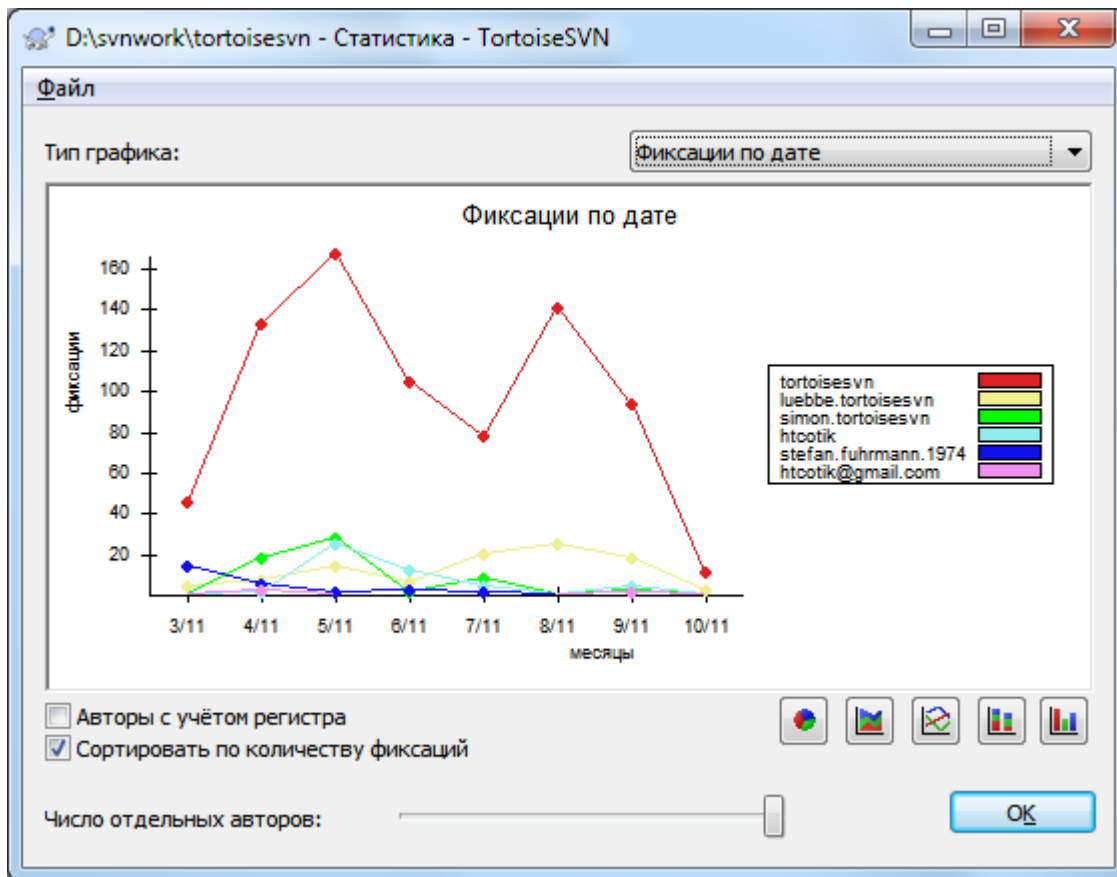 D:\svnwork\tortoisesvn - Статистика - TortoiseSVN
Файл
Тип графика:
Фиксации по дате
Фиксации по дате
160
140
120
100
80
60
40
20
фиксации
3/11 4/11 5/11 6/11 7/11 8/11 9/11 10/11
месяцы
tortoisesvn
luebbe.tortoisesvn
simon.tortoisesvn
htcotik
stefan.fuhrmann.1974
htcotik@gmail.com
Авторы с учётом регистра
Сортировать по количеству фиксаций
Число отдельных авторов:
OK